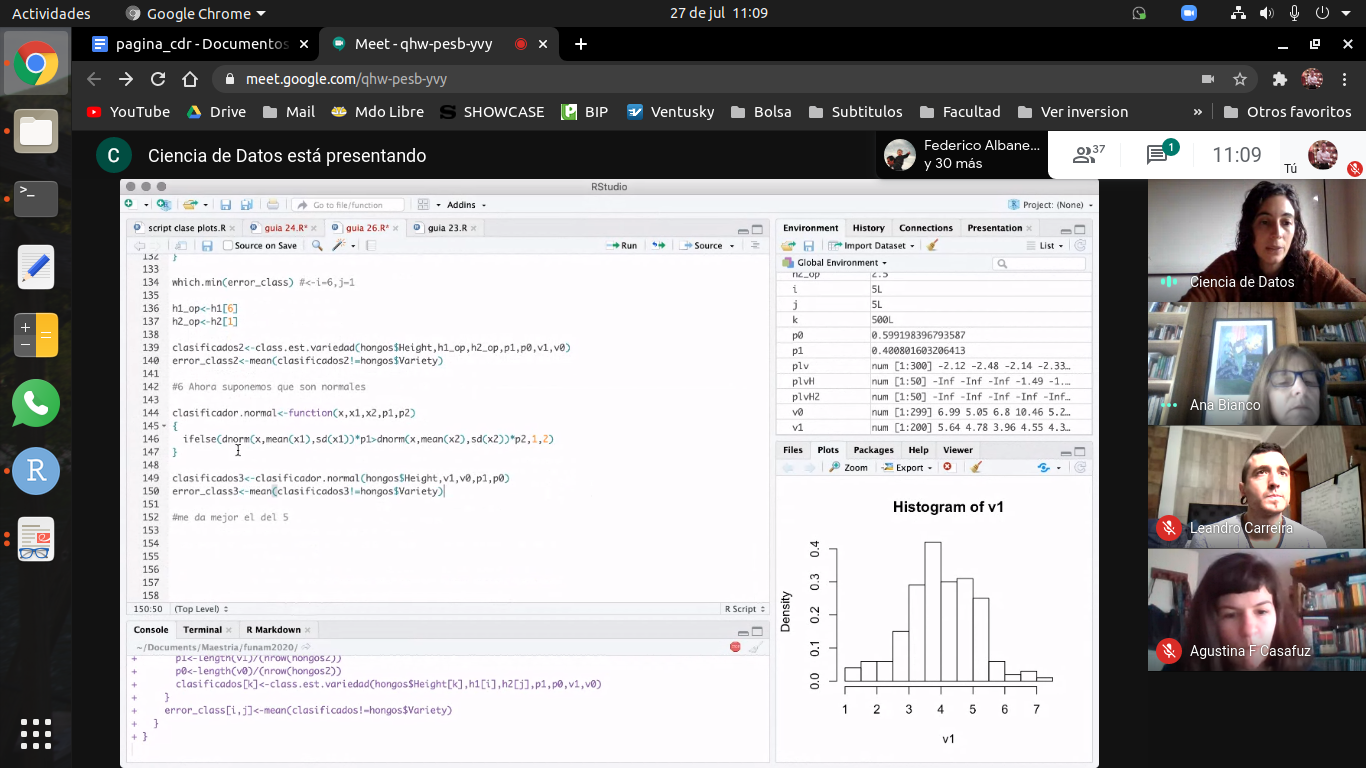 Actividades Google Chrome 27 de jul 11:09
pagina_cdr - Documentos Meet - qhw-pesb-yvy
meet.google.com/qhw-pesb-yvy
YouTube Drive Mail Mdo Libre SHOWCASE BIP Ventusky Bolsa Subtitulos Facultad Ver inversion » Otros favoritos
C Ciencia de Datos está presentando
Federico Albane...
y 30 más
37 1 11:09 Tú
RStudio
Go to file/function Addins Project: (None)
script clase plots.R guia 24.R* guia 26.R* guia 23.R
Source on Save Run Source
132 }
133
134 which.min(error_class) #<-i=6,j=1
135
136 h1_op<-h1[6]
137 h2_op<-h2[1]
138
139 clasificados2<-class.est.variedad(hongos$Height,h1_op,h2_op,p1,p0,v1,v0)
140 error_class2<-mean(clasificados2!=hongos$Variety)
141
142 #6 Ahora suponemos que son normales
143
144 clasificador.normal<-function(x,x1,x2,p1,p2)
145 {
146 ifelse(dnorm(x,mean(x1),sd(x1))*p1>dnorm(x,mean(x2),sd(x2))*p2,1,2)
147 }
148
149 clasificados3<-clasificador.normal(hongos$Height,v1,v0,p1,p0)
150 error_class3<-mean(clasificados3!=hongos$Variety)
151
152 #me da mejor el del 5
153
154
155
156
157
158
150:50 (Top Level) R Script
Console Terminal R Markdown
~/Documents/Maestria/funam2020/
+ p1<-length(v1)/(nrow(hongos2))
+ p0<-length(v0)/(nrow(hongos2))
+ clasificados[k]<-class.est.variedad(hongos$Height[k],h1[i],h2[j],p1,p0,v1,v0)
+ }
+ error_class[i,j]<-mean(clasificados!=hongos$Variety)
+ }
+ }
Environment History Connections Presentation
Import Dataset List
Global Environment
h2_op 2.5
i 5L
j 5L
k 500L
p0 0.599198396793587
p1 0.400801603206413
plv num [1:300] -2.12 -2.48 -2.14 -2.33...
plvH num [1:50] -Inf -Inf -Inf -1.49 -1....
plvH2 num [1:50] -Inf -Inf -Inf -Inf -...
v0 num [1:299] 6.99 5.05 6.8 10.46 5.2...
v1 num [1:200] 5.64 4.78 3.96 4.55 4.3...
Files Plots Packages Help Viewer
Zoom Export
Histogram of v1
Density
0.4
0.3
0.2
0.1
0.0
1 2 3 4 5 6 7
v1
Ciencia de Datos
Ana Bianco
Leandro Carreira
Agustina F Casafuz